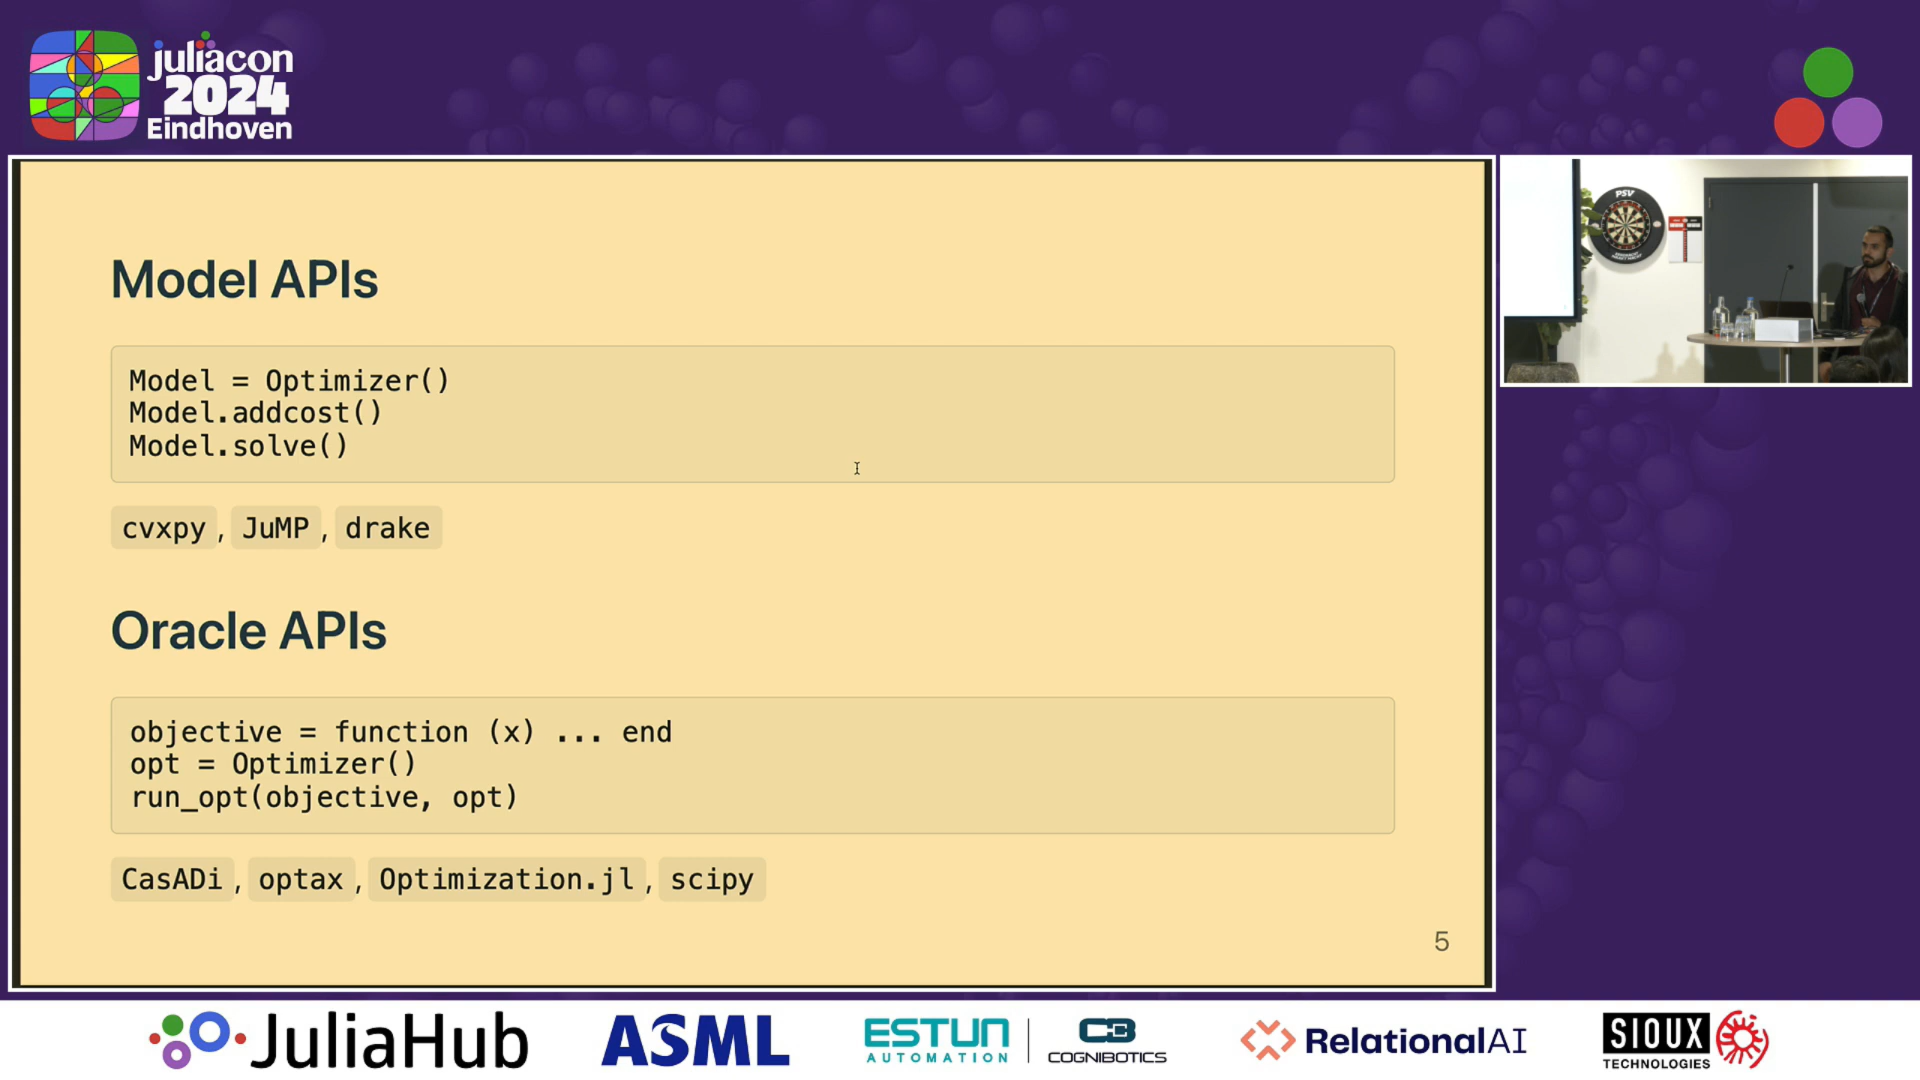 juliacon
2024
Eindhoven
Model APIs
Model = Optimizer()
Model.addcost()
Model.solve()
cvxpy, JuMP, drake
Oracle APIs
objective = function (x) ... end
opt = Optimizer()
run_opt(objective, opt)
CasADi, optax, Optimization.jl, scipy
5
PSV
JuliaHub
ASML
ESTUN
AUTOMATION
COGNIBOTICS
RelationalAI
SIOUX
TECHNOLOGIES